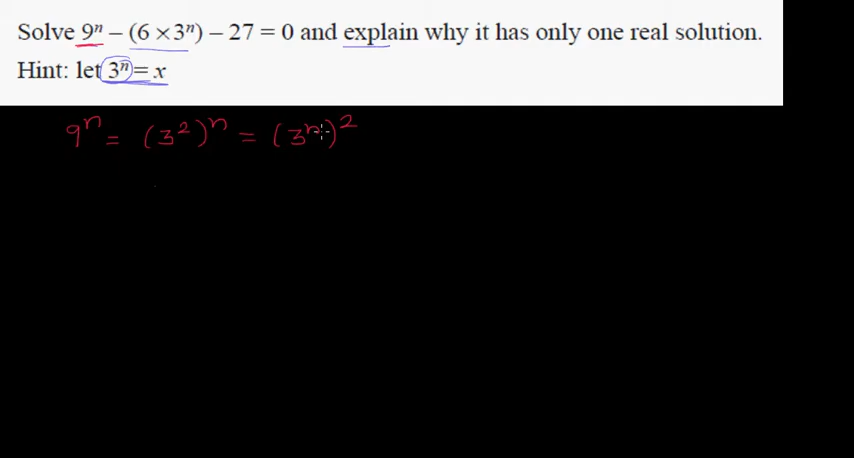 Solve 9ⁿ – (6 × 3ⁿ) – 27 = 0 and explain why it has only one real solution.
Hint: let 3ⁿ = x
9ⁿ = (3²)ⁿ = (3ⁿ)²